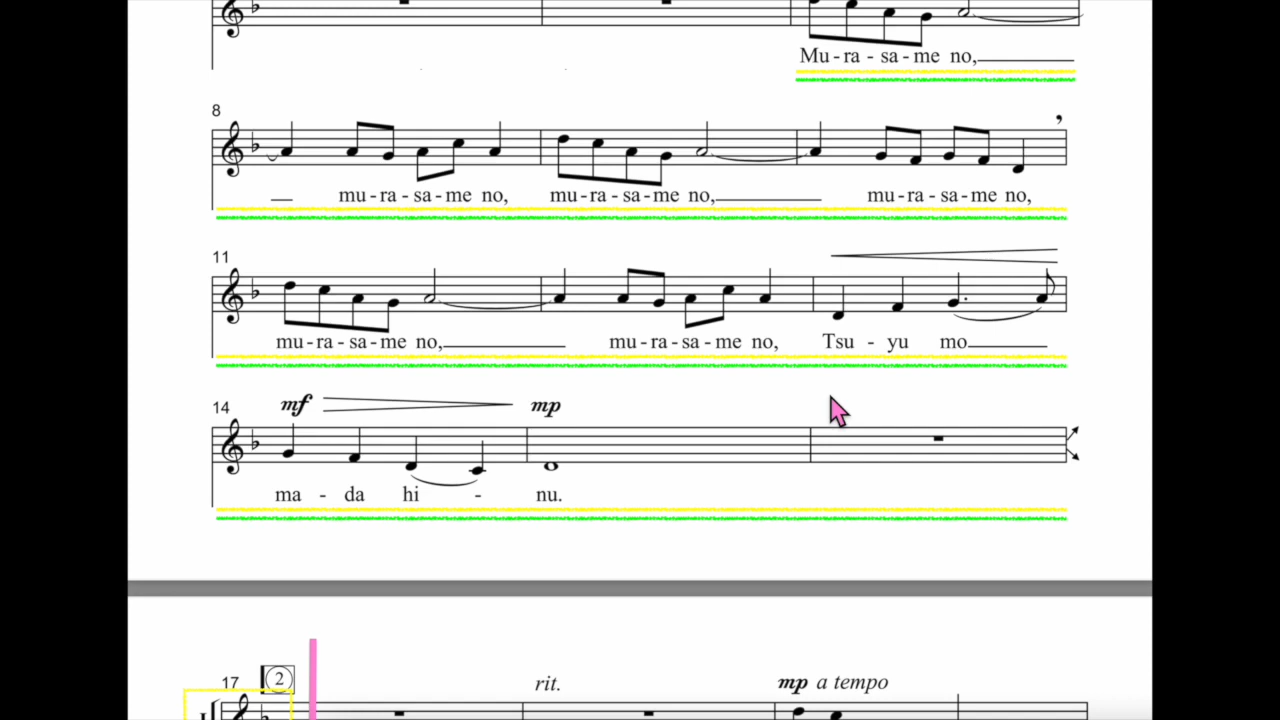 Mu - ra - sa - me no,
8
mu - ra - sa - me no, mu - ra - sa - me no, mu - ra - sa - me no,
11
mu - ra - sa - me no, mu - ra - sa - me no, Tsu - yu mo
14 mf mp
ma - da hi - nu.
17 2 rit. mp a tempo
I